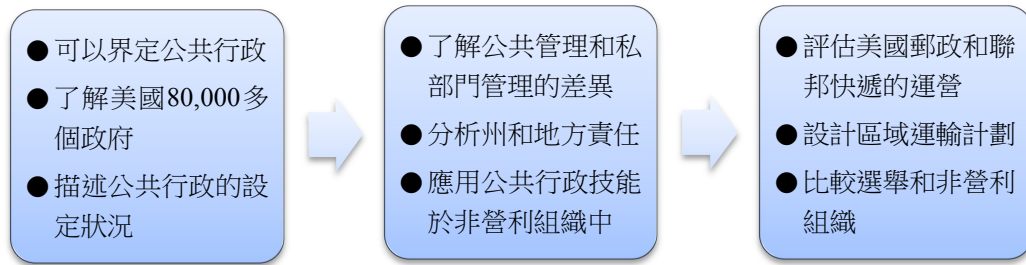 ●可以界定公共行政
●了解美國80,000多
個政府
●描述公共行政的設
定狀況
●了解公共管理和私
部門管理的差異
●分析州和地方責任
●應用公共行政技能
於非營利組織中
●評估美國郵政和聯
邦快遞的運營
●設計區域運輸計劃
●比較選舉和非營利
組織